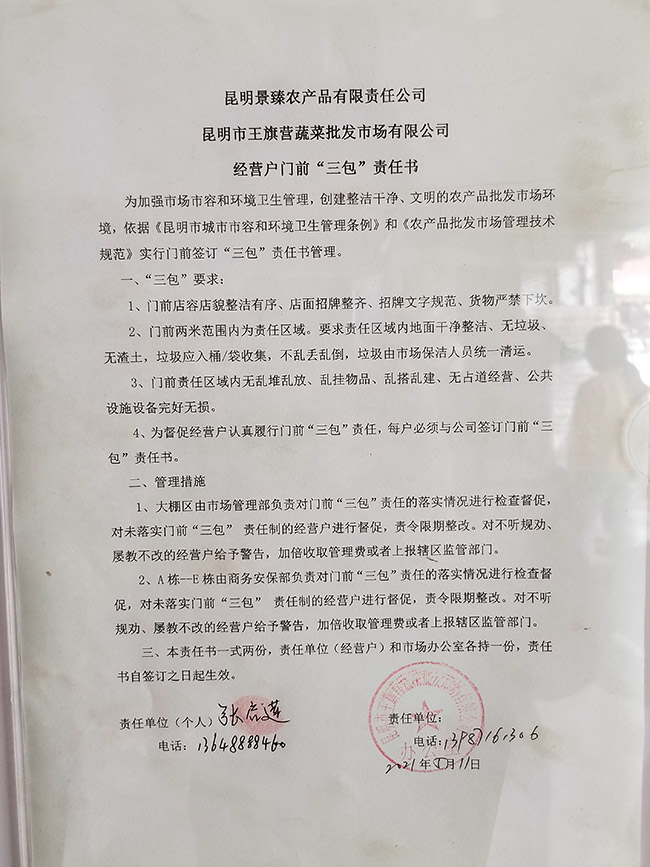 昆明景臻农产品有限责任公司
昆明市王旗营蔬菜批发市场有限公司
经营户门前“三包”责任书
为加强市场市容和环境卫生管理，创建整洁干净、文明的农产品批发市场环
境，依据《昆明市城市市容和环境卫生管理条例》和《农产品批发市场管理技术
规范》实行门前签订“三包”责任书管理。
一、“三包”要求：
1、门前店容店貌整洁有序、店面招牌整齐、招牌文字规范、货物严禁下坎。
2、门前两米范围内为责任区域。要求责任区域内地面干净整洁、无垃圾、
无渣土，垃圾应入桶/袋收集，不乱丢乱倒，垃圾由市场保洁人员统一清运。
3、门前责任区域内无乱堆乱放、乱挂物品、乱搭乱建、无占道经营、公共
设施设备完好无损。
4、为督促经营户认真履行门前“三包”责任，每户必须与公司签订门前“三
包”责任书。
二、管理措施
1、大棚区由市场管理部负责对门前“三包”责任的落实情况进行检查督促，
对未落实门前“三包” 责任制的经营户进行督促，责令限期整改。对不听规劝、
屡教不改的经营户给予警告，加倍收取管理费或者上报辖区监管部门。
2、A 栋--E 栋由商务安保部负责对门前“三包”责任的落实情况进行检查督
促，对未落实门前“三包” 责任制的经营户进行督促，责令限期整改。对不听
规劝、屡教不改的经营户给予警告，加倍收取管理费或者上报辖区监管部门。
三、本责任书一式两份，责任单位（经营户）和市场办公室各持一份，责任
书自签订之日起生效。
责任单位（个人）张
责任单位：
电话：13648888460
电话：
办公室
2021年 月11日